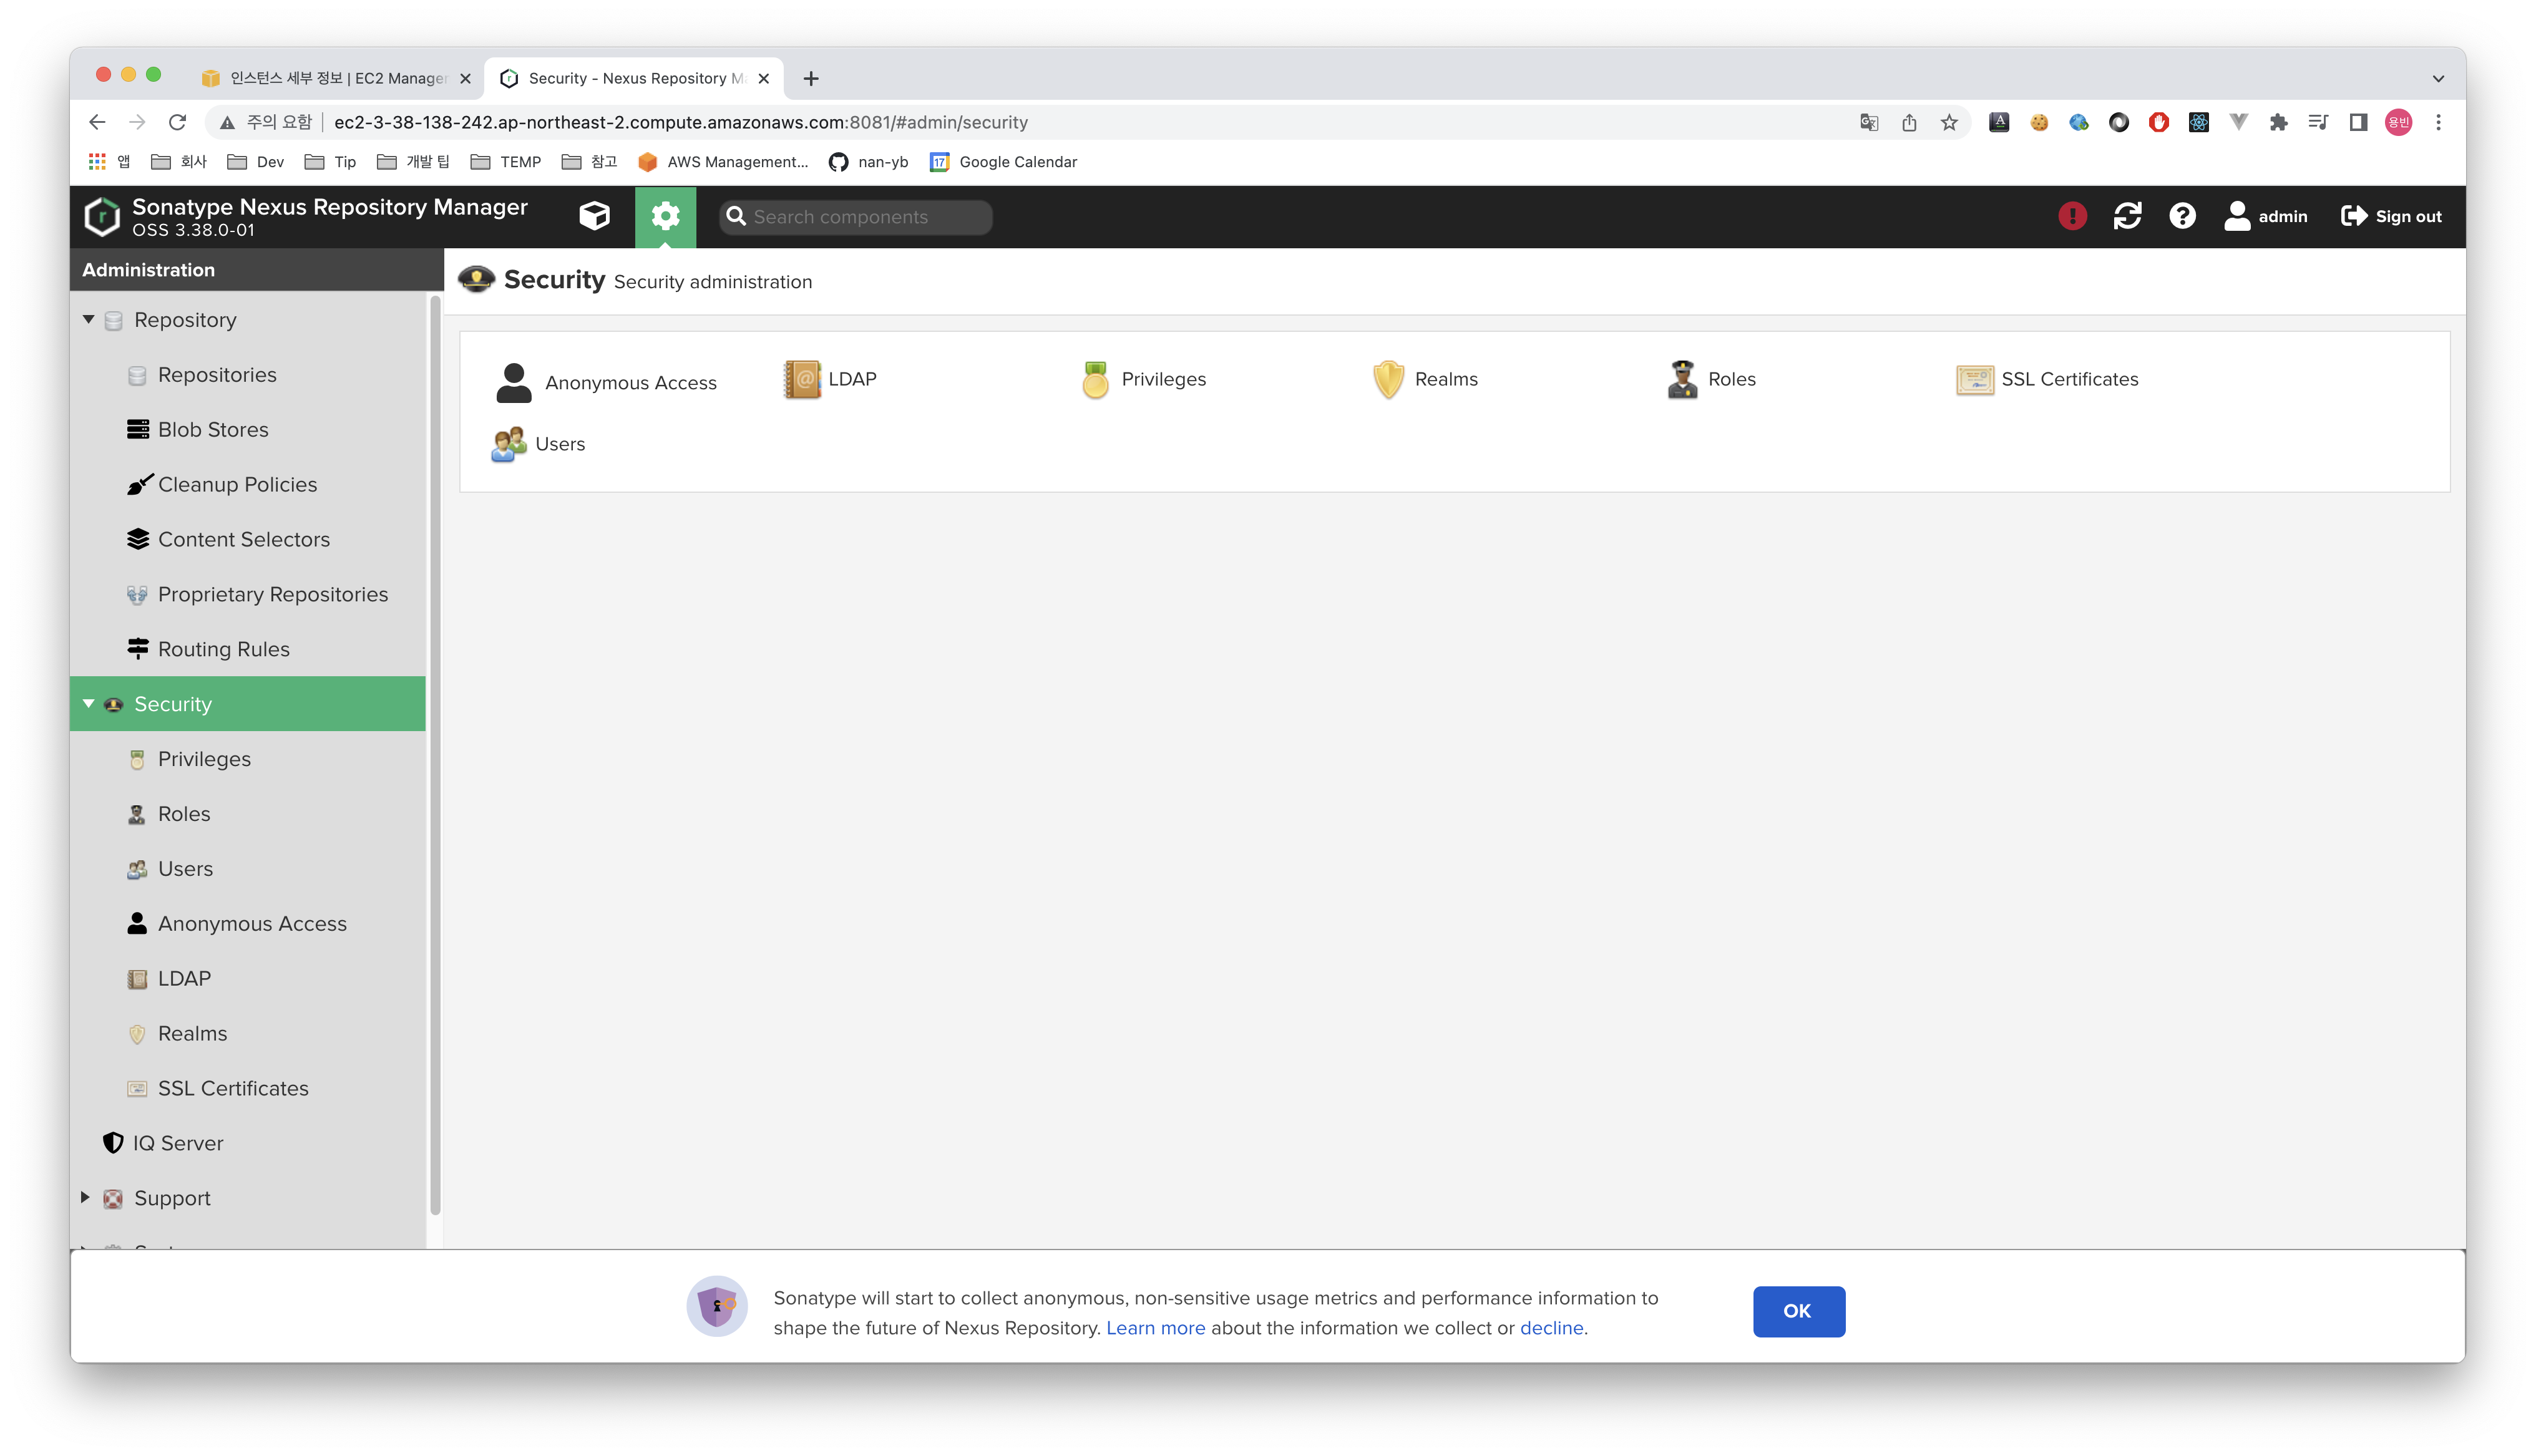 인스턴스 세부 정보 | EC2 Manager
Security - Nexus Repository M
주의 요함
ec2-3-38-138-242.ap-northeast-2.compute.amazonaws.com:8081/#admin/security
용빈
앱
회사
Dev
Tip
개발 팁
TEMP
참고
AWS Management...
nan-yb
17
Google Calendar
Sonatype Nexus Repository Manager
OSS 3.38.0-01
Search components
admin
Sign out
Administration
Security Security administration
Repository
Repositories
Blob Stores
Cleanup Policies
Content Selectors
Proprietary Repositories
Routing Rules
Security
Privileges
Roles
Users
Anonymous Access
LDAP
Realms
SSL Certificates
IQ Server
Support
Anonymous Access
LDAP
Privileges
Realms
Roles
SSL Certificates
Users
Sonatype will start to collect anonymous, non-sensitive usage metrics and performance information to
shape the future of Nexus Repository. Learn more about the information we collect or decline.
OK